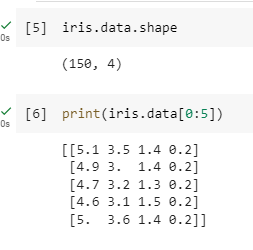 [5] iris.data.shape
0s
(150, 4)
[6] print(iris.data[0:5])
0s
[[5.1 3.5 1.4 0.2]
[4.9 3. 1.4 0.2]
[4.7 3.2 1.3 0.2]
[4.6 3.1 1.5 0.2]
[5. 3.6 1.4 0.2]]